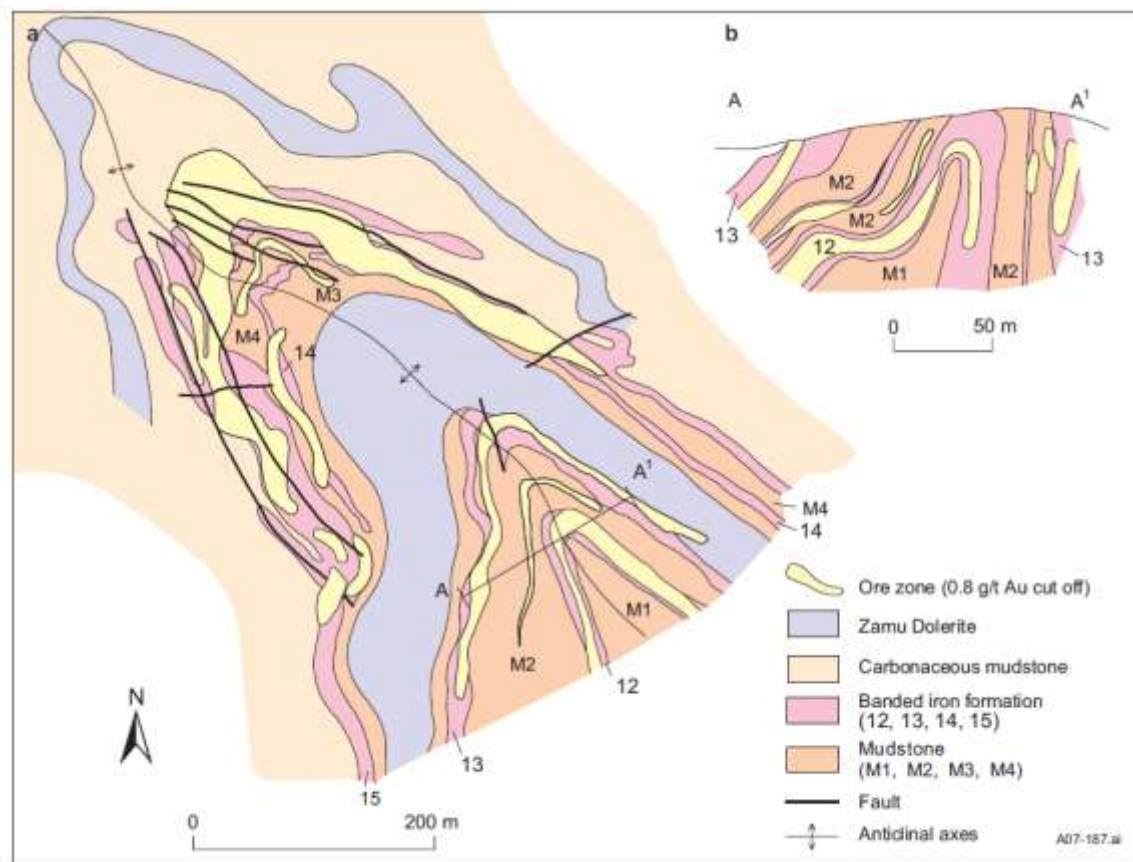 a
M3
M4
14
A¹
A
M1
M2
12
13
15
M4
14
N
0 200 m
b
A A¹
M2
M2
13
12
M1
M2
13
0 50 m
Ore zone (0.8 g/t Au cut off)
Zamu Dolerite
Carbonaceous mudstone
Banded iron formation
(12, 13, 14, 15)
Mudstone
(M1, M2, M3, M4)
Fault
Anticlinal axes
A07-187.ai